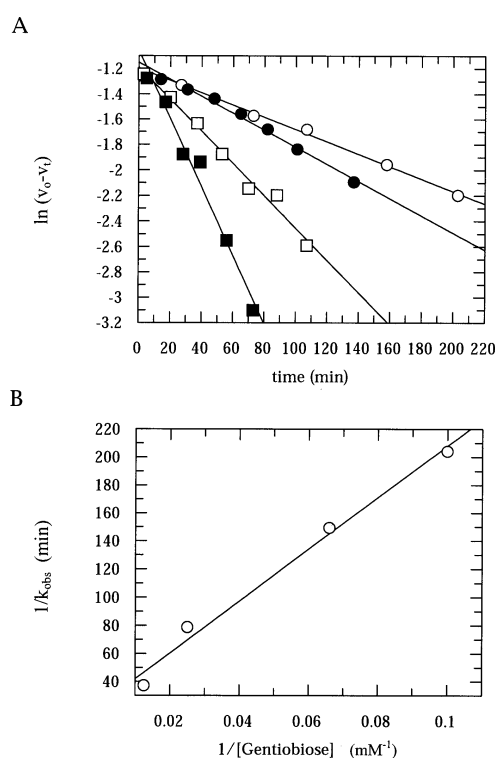 A
-1.2
-1.4
-1.6
-1.8
-2
-2.2
-2.4
-2.6
-2.8
-3
-3.2
ln (vo-vt)
0 20 40 60 80 100 120 140 160 180 200 220
time (min)
B
220
200
180
160
140
120
100
80
60
40
1/kobs (min)
0.02 0.04 0.06 0.08 0.1
1/[Gentiobiose] (mM-1)